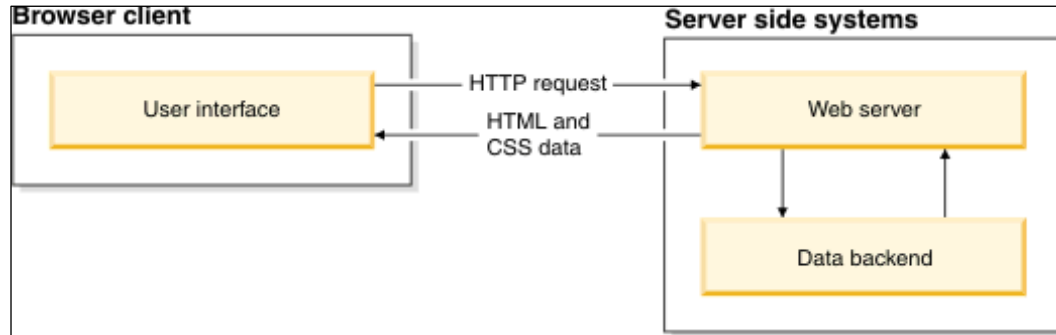 Browser client
Server side systems
User interface
HTTP request
Web server
HTML and
CSS data
Data backend